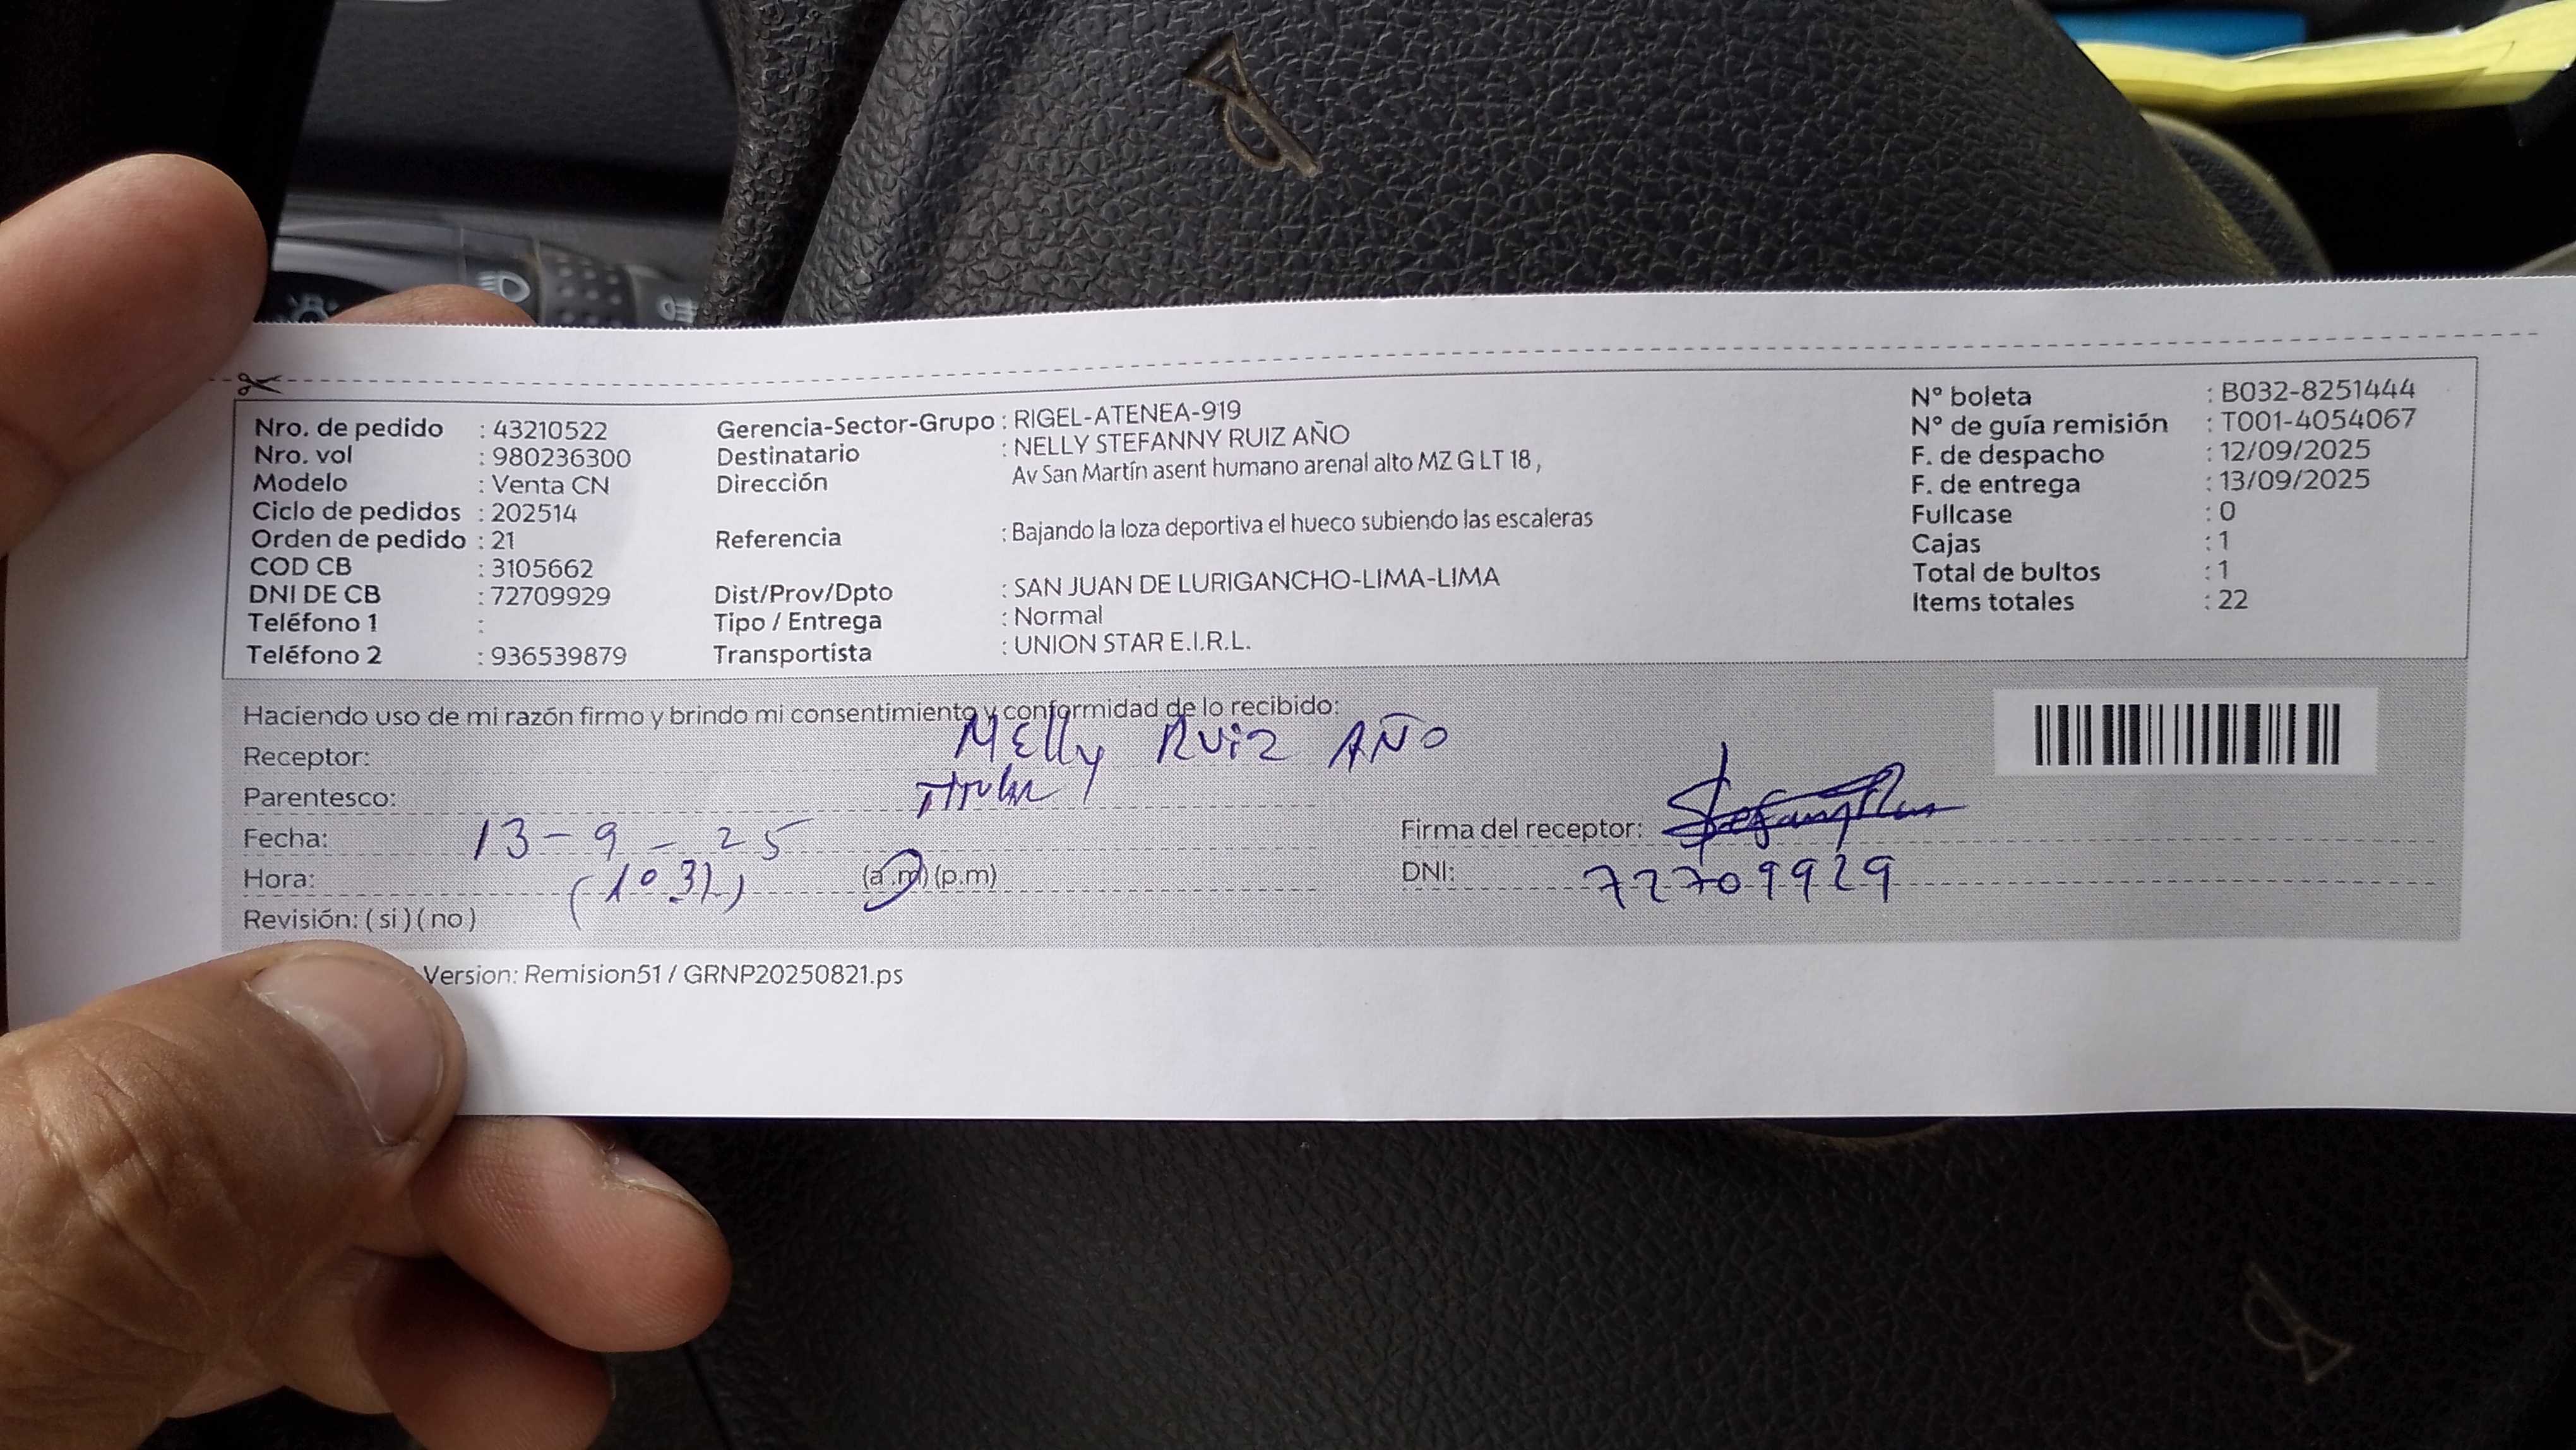 Nro. de pedido : 43210522
Nro. vol : 980236300
Modelo : Venta CN
Ciclo de pedidos : 202514
Orden de pedido : 21
COD CB : 3105662
DNI DE CB : 72709929
Teléfono 1 :
Teléfono 2 : 936539879
Gerencia-Sector-Grupo : RIGEL-ATENEA-919
Destinatario : NELLY STEFANNY RUIZ AÑO
Dirección Av San Martín asent humano arenal alto MZ G LT 18 ,
Referencia : Bajando la loza deportiva el hueco subiendo las escaleras
Dist/Prov/Dpto : SAN JUAN DE LURIGANCHO-LIMA-LIMA
Tipo / Entrega : Normal
Transportista : UNION STAR E.I.R.L.
N° boleta : B032-8251444
N° de guía remisión : T001-4054067
F. de despacho : 12/09/2025
F. de entrega : 13/09/2025
Fullcase : 0
Cajas : 1
Total de bultos : 1
Items totales : 22
Haciendo uso de mi razón firmo y brindo mi consentimiento y conformidad de lo recibido:
Receptor: Nelly Ruiz AÑO
Parentesco: Titular
Fecha: 13-9-25
Hora: (10.31) (a.m) (p.m)
Revisión: ( si ) ( no )
Firma del receptor:
DNI: 72709929
Version: Remision51 / GRNP20250821.ps